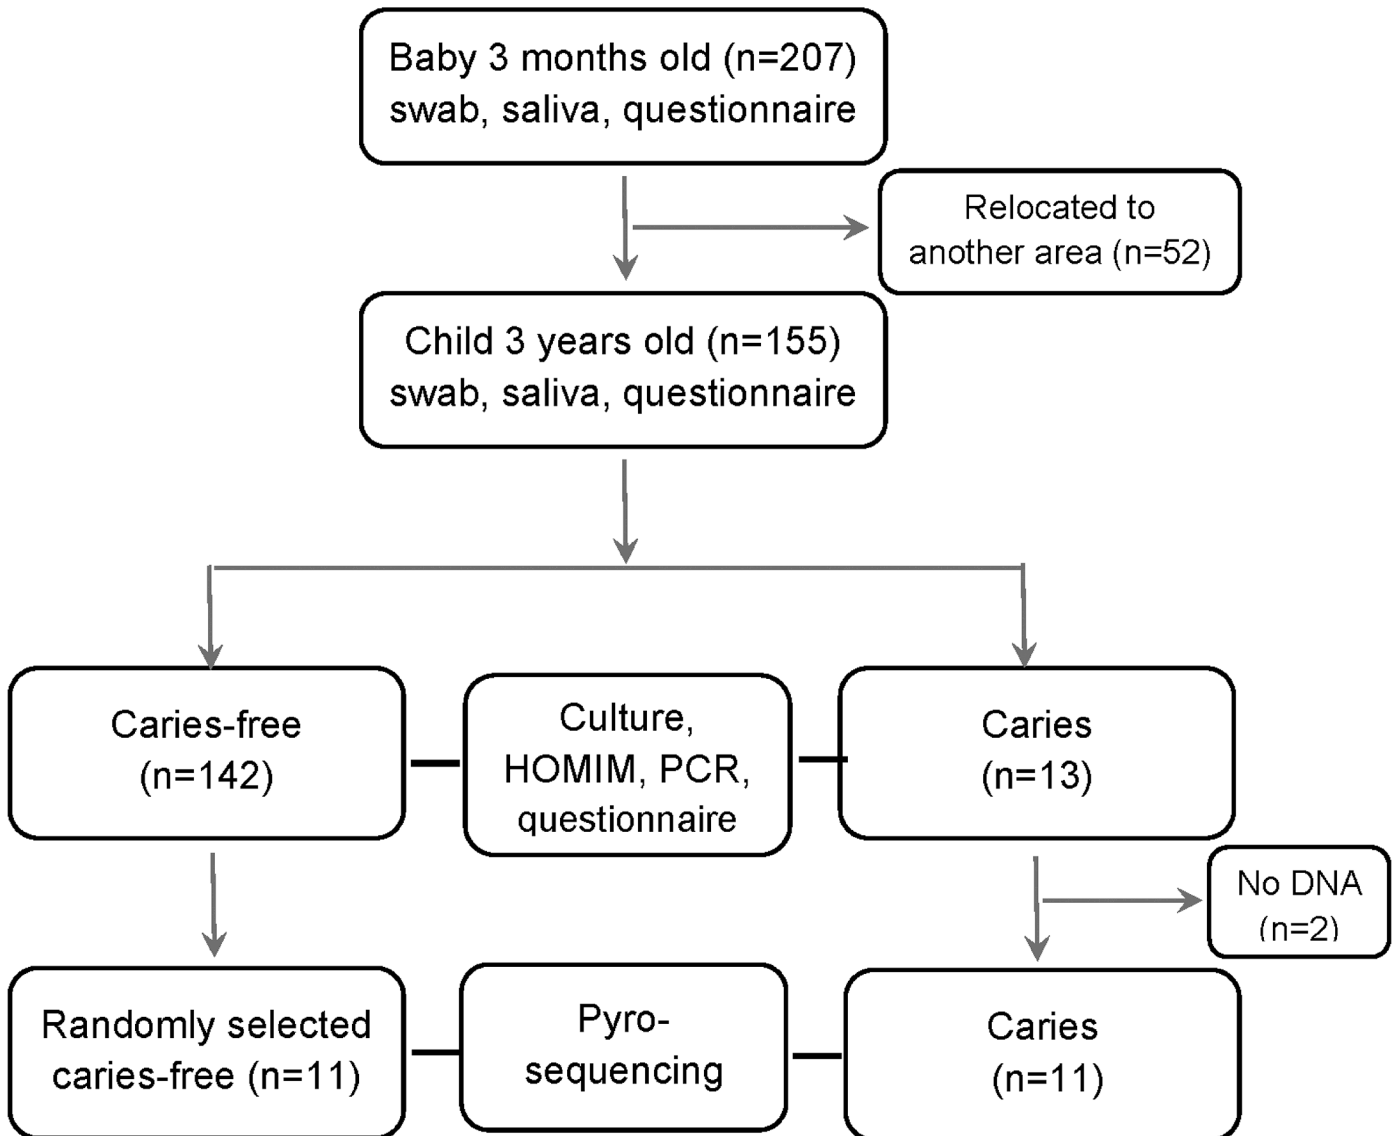 Baby 3 months old (n=207)
swab, saliva, questionnaire
Relocated to
another area (n=52)
Child 3 years old (n=155)
swab, saliva, questionnaire
Caries-free
(n=142)
Culture,
HOMIM, PCR,
questionnaire
Caries
(n=13)
No DNA
(n=2)
Randomly selected
caries-free (n=11)
Pyro-
sequencing
Caries
(n=11)